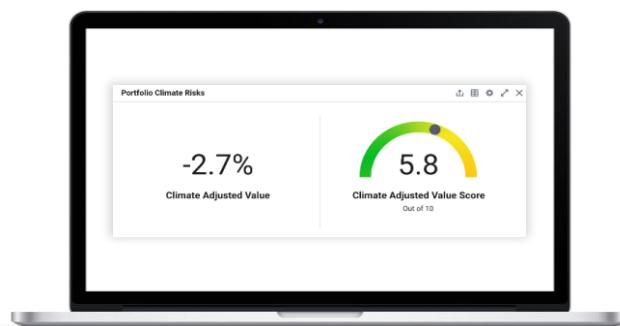 Portfolio Climate Risks
-2.7%
Climate Adjusted Value
5.8
Climate Adjusted Value Score
Out of 10